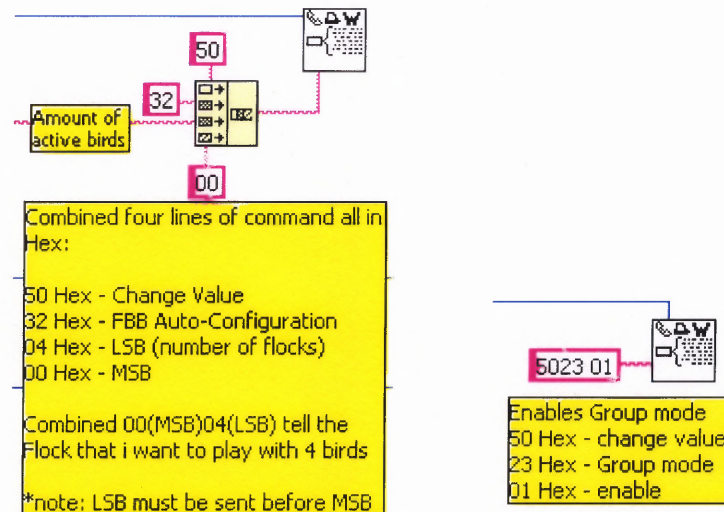 50
32
Amount of
active birds
00
Combined four lines of command all in
Hex:
50 Hex - Change Value
32 Hex - FBB Auto-Configuration
04 Hex - LSB (number of flocks)
00 Hex - MSB
Combined 00(MSB)04(LSB) tell the
Flock that i want to play with 4 birds
*note: LSB must be sent before MSB
5023 01
Enables Group mode
50 Hex - change value
23 Hex - Group mode
01 Hex - enable